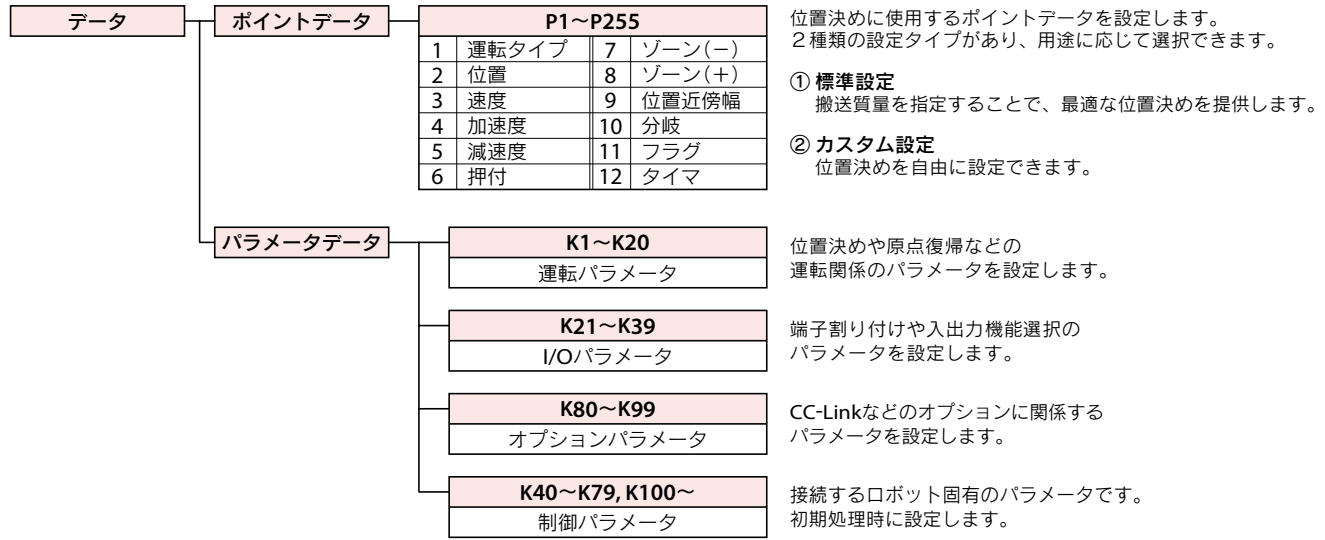 データ
ポイントデータ
P1～P255
1 運転タイプ 7 ゾーン(－)
2 位置 8 ゾーン(＋)
3 速度 9 位置近傍幅
4 加速度 10 分岐
5 減速度 11 フラグ
6 押付 12 タイマ
位置決めに使用するポイントデータを設定します。
２種類の設定タイプがあり、用途に応じて選択できます。
① 標準設定
搬送質量を指定することで、最適な位置決めを提供します。
② カスタム設定
位置決めを自由に設定できます。
パラメータデータ
K1～K20
運転パラメータ
位置決めや原点復帰などの
運転関係のパラメータを設定します。
K21～K39
I/Oパラメータ
端子割り付けや入出力機能選択の
パラメータを設定します。
K80～K99
オプションパラメータ
CC-Linkなどのオプションに関係する
パラメータを設定します。
K40～K79, K100～
制御パラメータ
接続するロボット固有のパラメータです。
初期処理時に設定します。